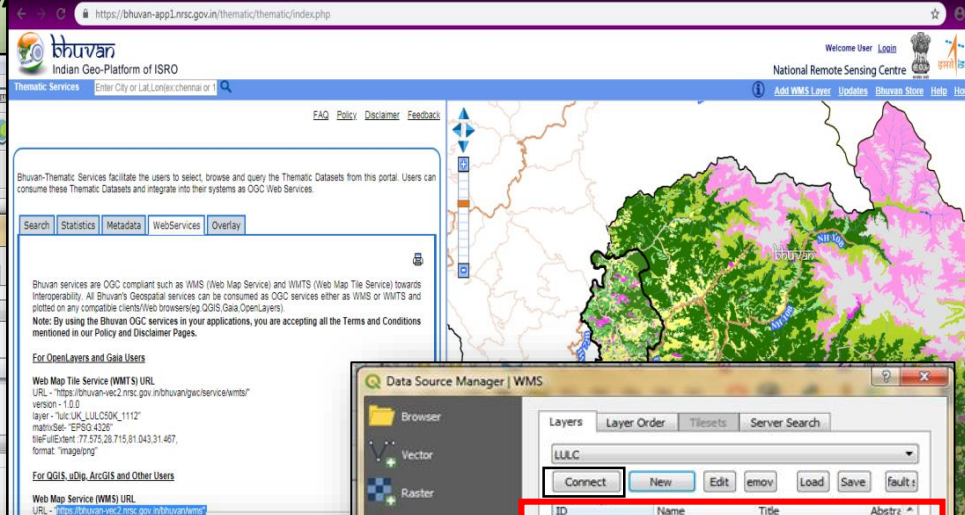 https://bhuvan-app1.nrsc.gov.in/thematic/thematic/index.php
bhuvan
Indian Geo-Platform of ISRO
Welcome User Login
National Remote Sensing Centre
Thematic Services
Enter City or Lat,Lon(ex:chennai or 1
Add WMS Layer Updates Bhuvan Store Help Ho
FAQ Policy Disclaimer Feedback
Bhuvan-Thematic Services facilitate the users to select, browse and query the Thematic Datasets from this portal. Users can
consume these Thematic Datasets and integrate into their systems as OGC Web Services.
Search Statistics Metadata WebServices Overlay
Bhuvan services are OGC compliant such as WMS (Web Map Service) and WMTS (Web Map Tile Service) towards
Interoperability. All Bhuvan's Geospatial services can be consumed as OGC services either as WMS or WMTS and
plotted on any compatible clients/Web browsers(eg.QGIS,Gaia,OpenLayers).
Note: By using the Bhuvan OGC services in your applications, you are accepting all the Terms and Conditions
mentioned in our Policy and Disclaimer Pages.
For OpenLayers and Gaia Users
Web Map Tile Service (WMTS) URL
URL - "https://bhuvan-vec2.nrsc.gov.in/bhuvan/gwc/service/wmts/"
version - 1.0.0
layer - "lulc:UK_LULC50K_1112"
matrixSet- "EPSG:4326"
tileFullExtent :77.575,28.715,81.043,31.467,
format: "image/png"
For QGIS, uDig, ArcGIS and Other Users
Web Map Service (WMS) URL
URL - "https://bhuvan-vec2.nrsc.gov.in/bhuvan/wms"
bhuvan
NH 108
Data Source Manager | WMS
Browser
Vector
Raster
Layers Layer Order Tilesets Server Search
LULC
Connect New Edit emov Load Save fault s
ID Name Title Abstra